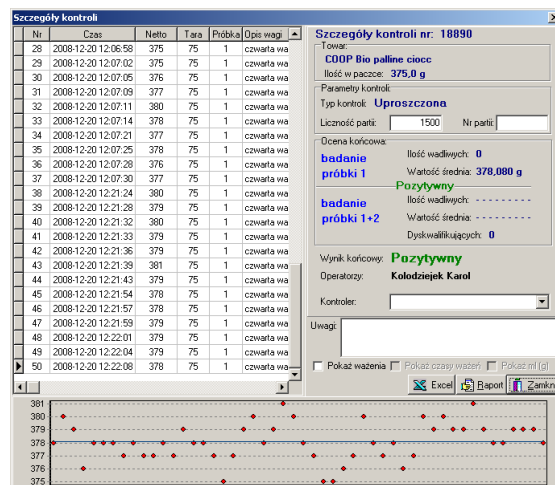 Szczegóły kontroli
Nr Czas Netto Tara Próbka Opis wagi
28 2008-12-20 12:06:58 375 75 1 czwarta wa
29 2008-12-20 12:07:02 375 75 1 czwarta wa
30 2008-12-20 12:07:05 376 75 1 czwarta wa
31 2008-12-20 12:07:09 377 75 1 czwarta wa
32 2008-12-20 12:07:11 380 75 1 czwarta wa
33 2008-12-20 12:07:14 378 75 1 czwarta wa
34 2008-12-20 12:07:21 377 75 1 czwarta wa
35 2008-12-20 12:07:25 378 75 1 czwarta wa
36 2008-12-20 12:07:28 376 75 1 czwarta wa
37 2008-12-20 12:07:30 377 75 1 czwarta wa
38 2008-12-20 12:21:24 380 75 1 czwarta wa
39 2008-12-20 12:21:28 379 75 1 czwarta wa
40 2008-12-20 12:21:32 380 75 1 czwarta wa
41 2008-12-20 12:21:33 379 75 1 czwarta wa
42 2008-12-20 12:21:36 379 75 1 czwarta wa
43 2008-12-20 12:21:39 381 75 1 czwarta wa
44 2008-12-20 12:21:43 379 75 1 czwarta wa
45 2008-12-20 12:21:54 378 75 1 czwarta wa
46 2008-12-20 12:21:57 378 75 1 czwarta wa
47 2008-12-20 12:21:59 379 75 1 czwarta wa
48 2008-12-20 12:22:01 379 75 1 czwarta wa
49 2008-12-20 12:22:04 379 75 1 czwarta wa
50 2008-12-20 12:22:08 378 75 1 czwarta wa
Szczegóły kontroli nr: 18890
Towar:
COOP Bio palline ciocc
Ilość w paczce: 375,0 g
Parametry kontroli:
Typ kontroli: Uproszczona
Liczność partii: 1500 Nr partii:
Ocena końcowa:
badanie próbki 1
Ilość wadliwych: 0
Wartość średnia: 378,080 g
Pozytywny
badanie próbki 1+2
Ilość wadliwych: - - - - - - - - -
Wartość średnia: - - - - - - - - -
Dyskwalifikujących: 0
Wynik końcowy: Pozytywny
Operatorzy: Kolodziejek Karol
Kontroler:
Uwagi:
Pokaż ważenia Pokaż czasy ważeń Pokaż ml (g)
Excel Raport Zamkn
381
380
379
378
377
376
375